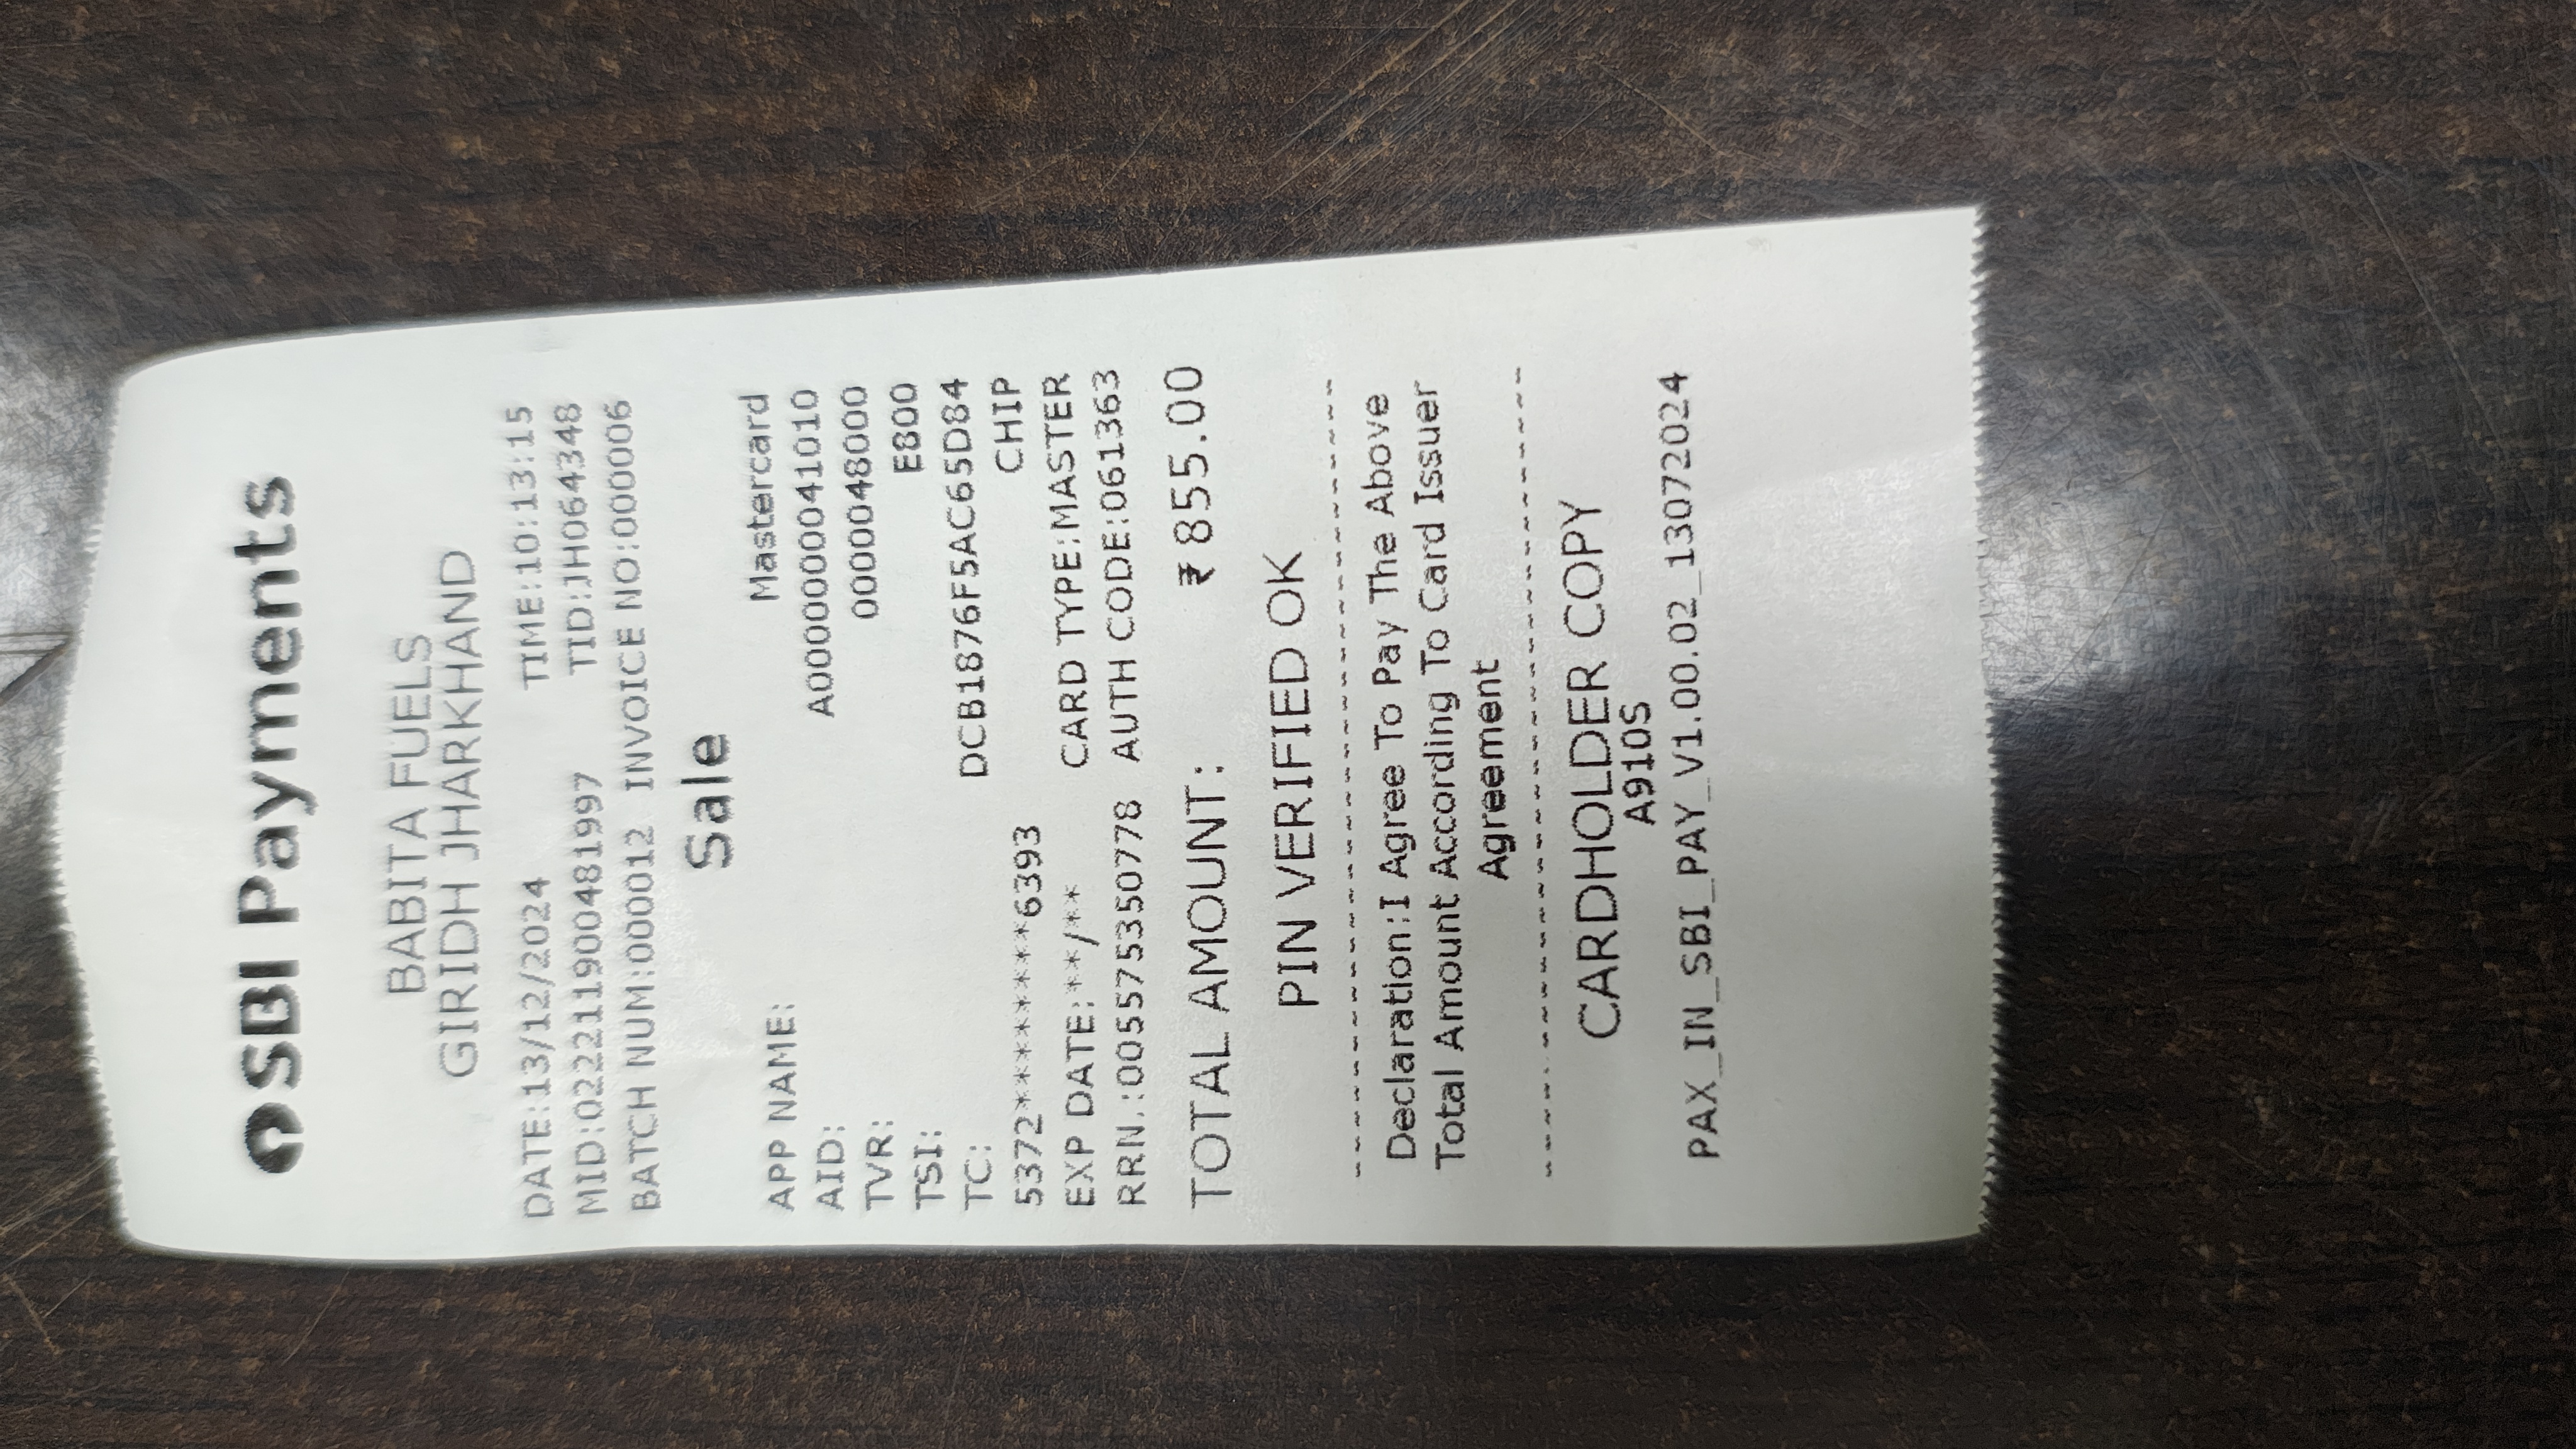 SBI Payments
BABITA FUELS
GIRIDH JHARKHAND
DATE:13/12/2024 TIME:10:13:15
MID:022211900481997 TID:JH064348
BATCH NUM:000012 INVOICE NO:000006
Sale
APP NAME: Mastercard
AID: A0000000041010
TVR: 0000048000
TSI: E800
TC: DCB1876F5AC65D84
5372********6393 CHIP
EXP DATE:**/** CARD TYPE:MASTER
RRN.:005575350778 AUTH CODE:061363
TOTAL AMOUNT: ₹ 855.00
PIN VERIFIED OK
--------------------------------
Declaration:I Agree To Pay The Above
Total Amount According To Card Issuer
Agreement
--------------------------------
CARDHOLDER COPY
A910S
PAX_IN_SBI_PAY_V1.00.02_13072024